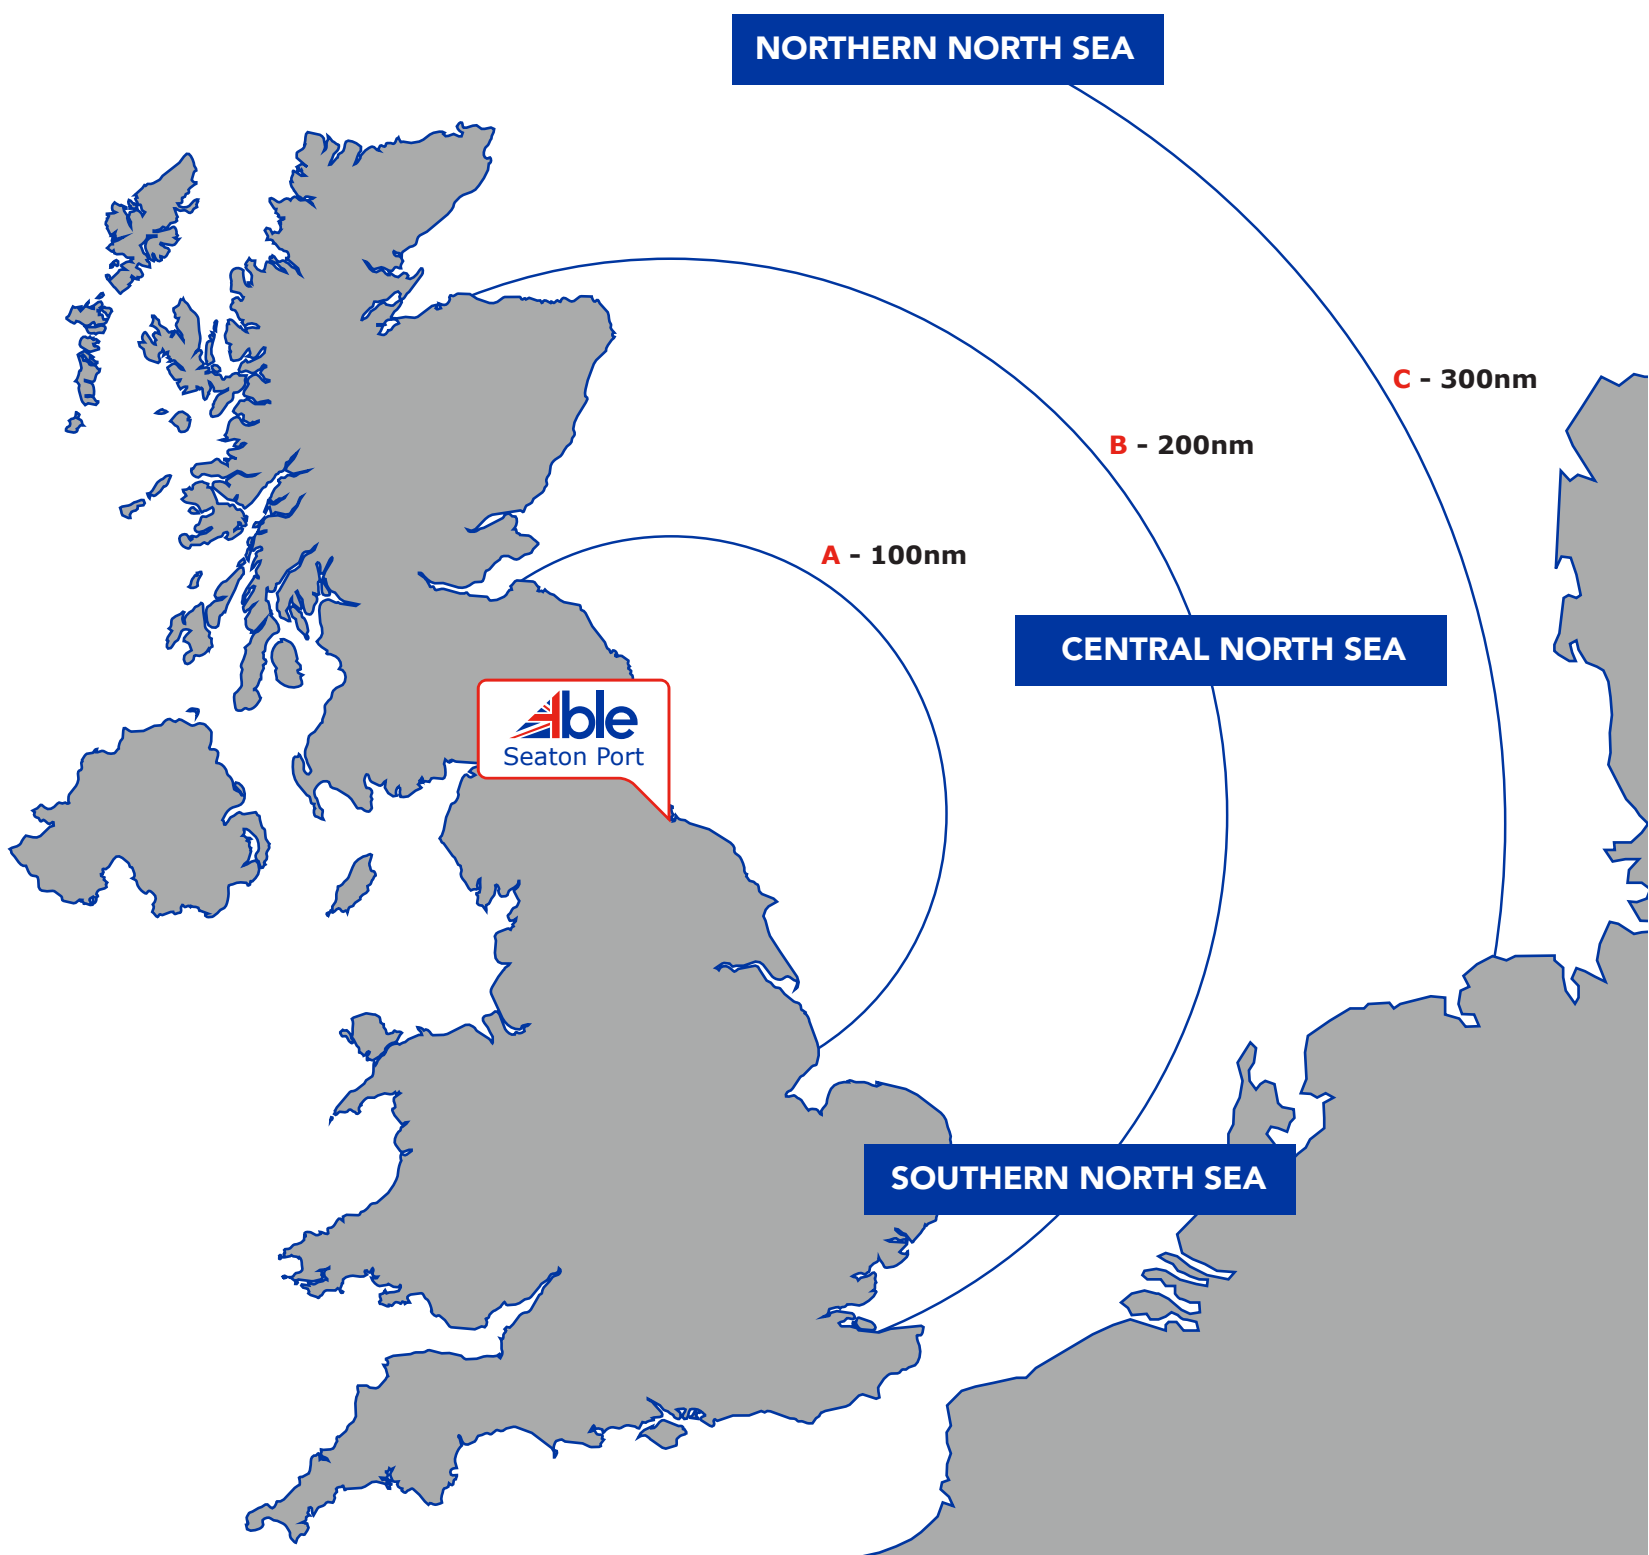 NORTHERN NORTH SEA
C - 300nm
B - 200nm
A - 100nm
CENTRAL NORTH SEA
Able
Seaton Port
SOUTHERN NORTH SEA